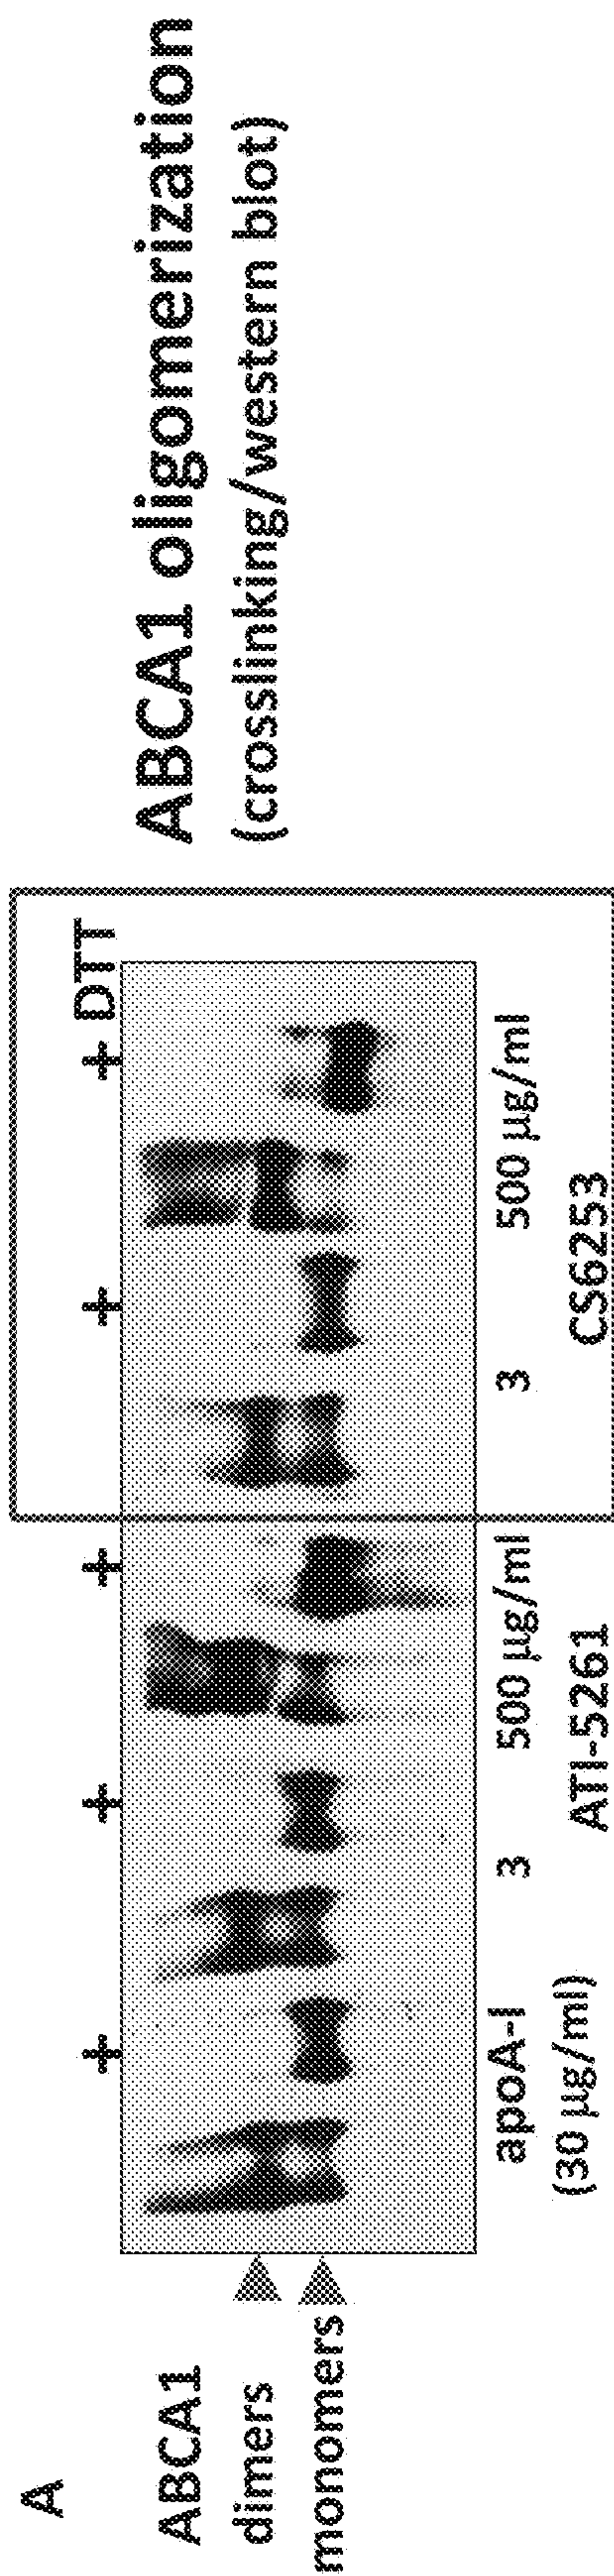 A
ABCA1 oligomerization
(crosslinking/western blot)
+ + + + + DTT
ABCA1
dimers
monomers
apoA-I
(30 µg/ml)
3 500 µg/ml
ATI-5261
3 500 µg/ml
CS6253